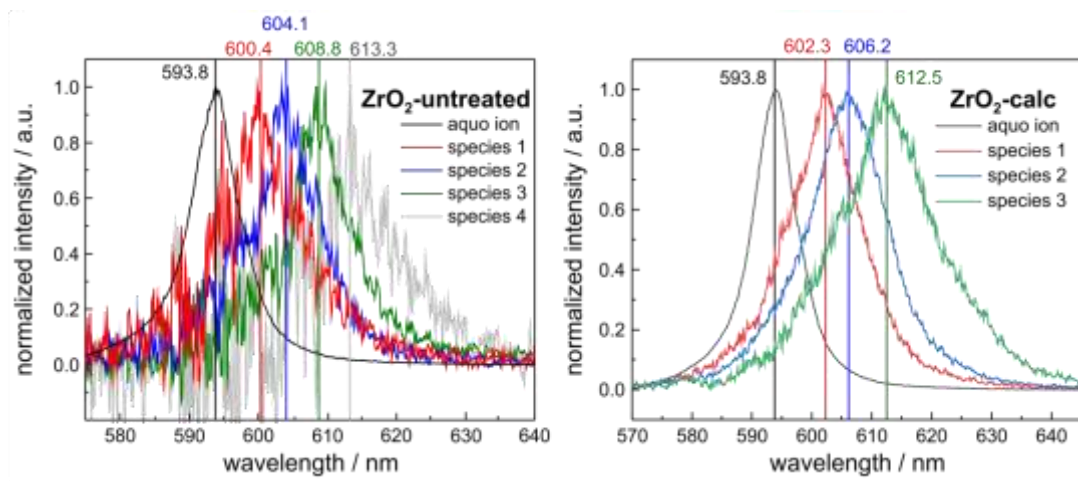 604.1
600.4 608.8 613.3
593.8
ZrO2-untreated
aquo ion
species 1
species 2
species 3
species 4
normalized intensity / a.u.
1.0
0.8
0.6
0.4
0.2
0.0
580 590 600 610 620 630 640
wavelength / nm
602.3 606.2
593.8 612.5
ZrO2-calc
aquo ion
species 1
species 2
species 3
normalized intensity / a.u.
1.0
0.8
0.6
0.4
0.2
0.0
570 580 590 600 610 620 630 640
wavelength / nm